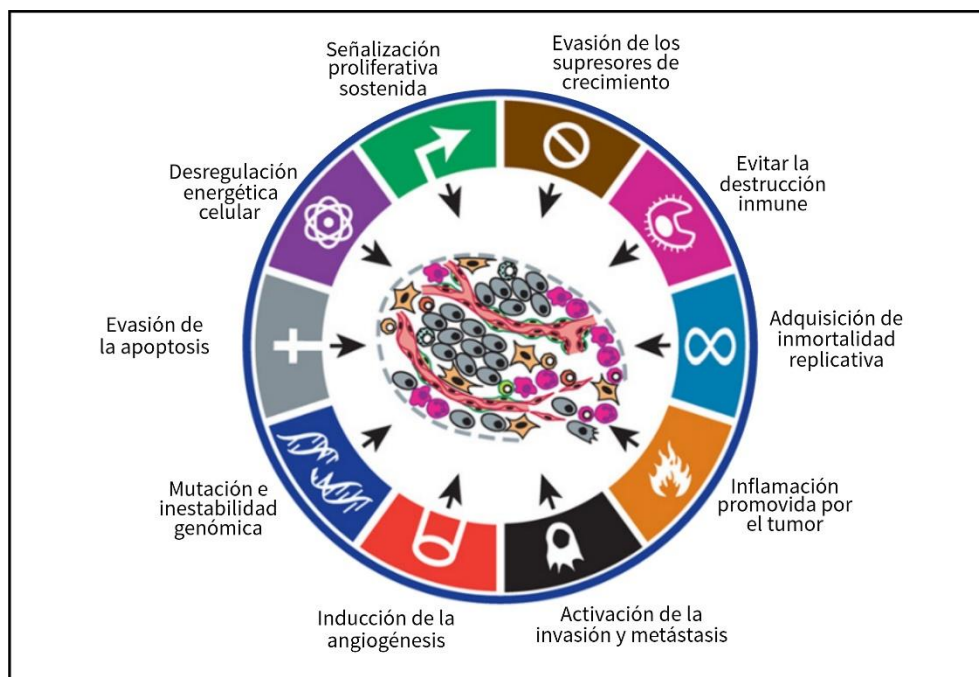 Señalización
proliferativa
sostenida
Evasión de los
supresores de
crecimiento
Evitar la
destrucción
inmune
Adquisición de
inmortalidad
replicativa
Inflamación
promovida por
el tumor
Activación de la
invasión y metástasis
Inducción de la
angiogénesis
Mutación e
inestabilidad
genómica
Evasión de
la apoptosis
Desregulación
energética
celular